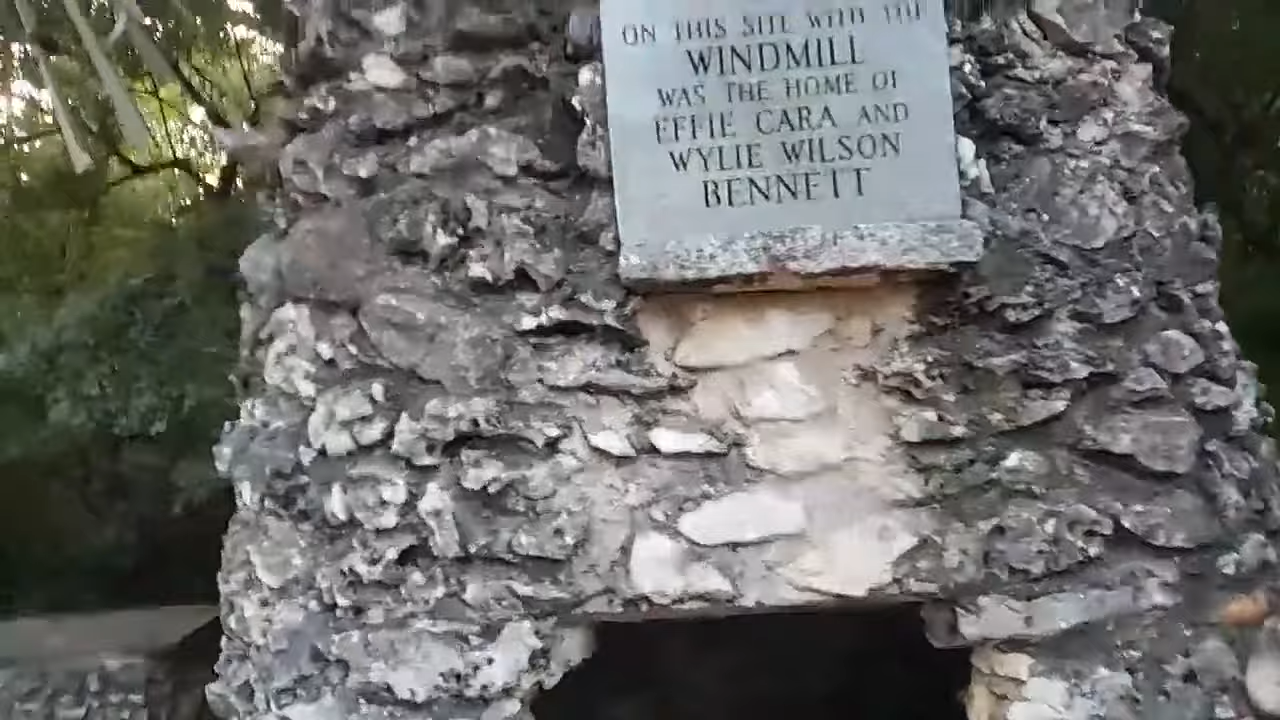 ON THIS SITE WITH THE
WINDMILL
WAS THE HOME OF
EFFIE CARA AND
WYLIE WILSON
BENNETT